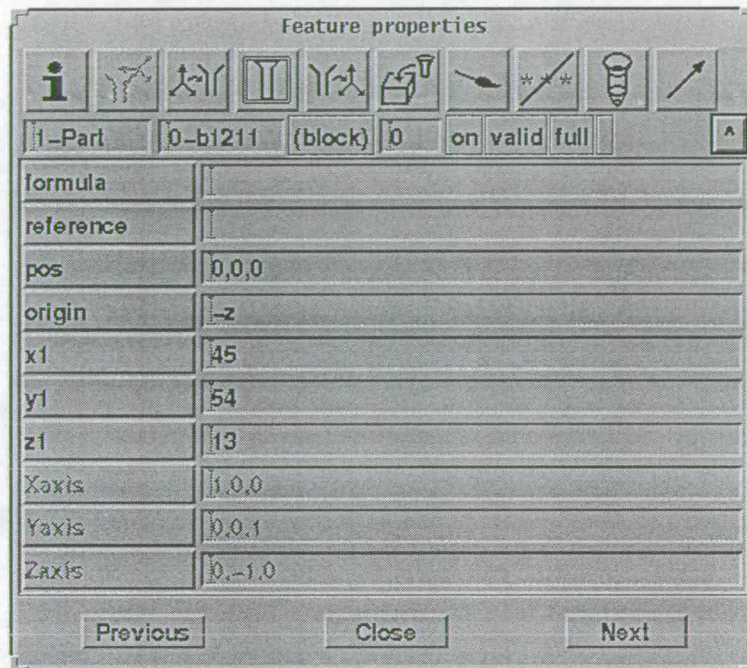 Feature properties
1-Part 0-b1211 (block) 0 on valid full ^
formula
reference
pos 0,0,0
origin -z
x1 45
y1 54
z1 13
Xaxis 1,0,0
Yaxis 0,0,1
Zaxis 0,-1,0
Previous Close Next